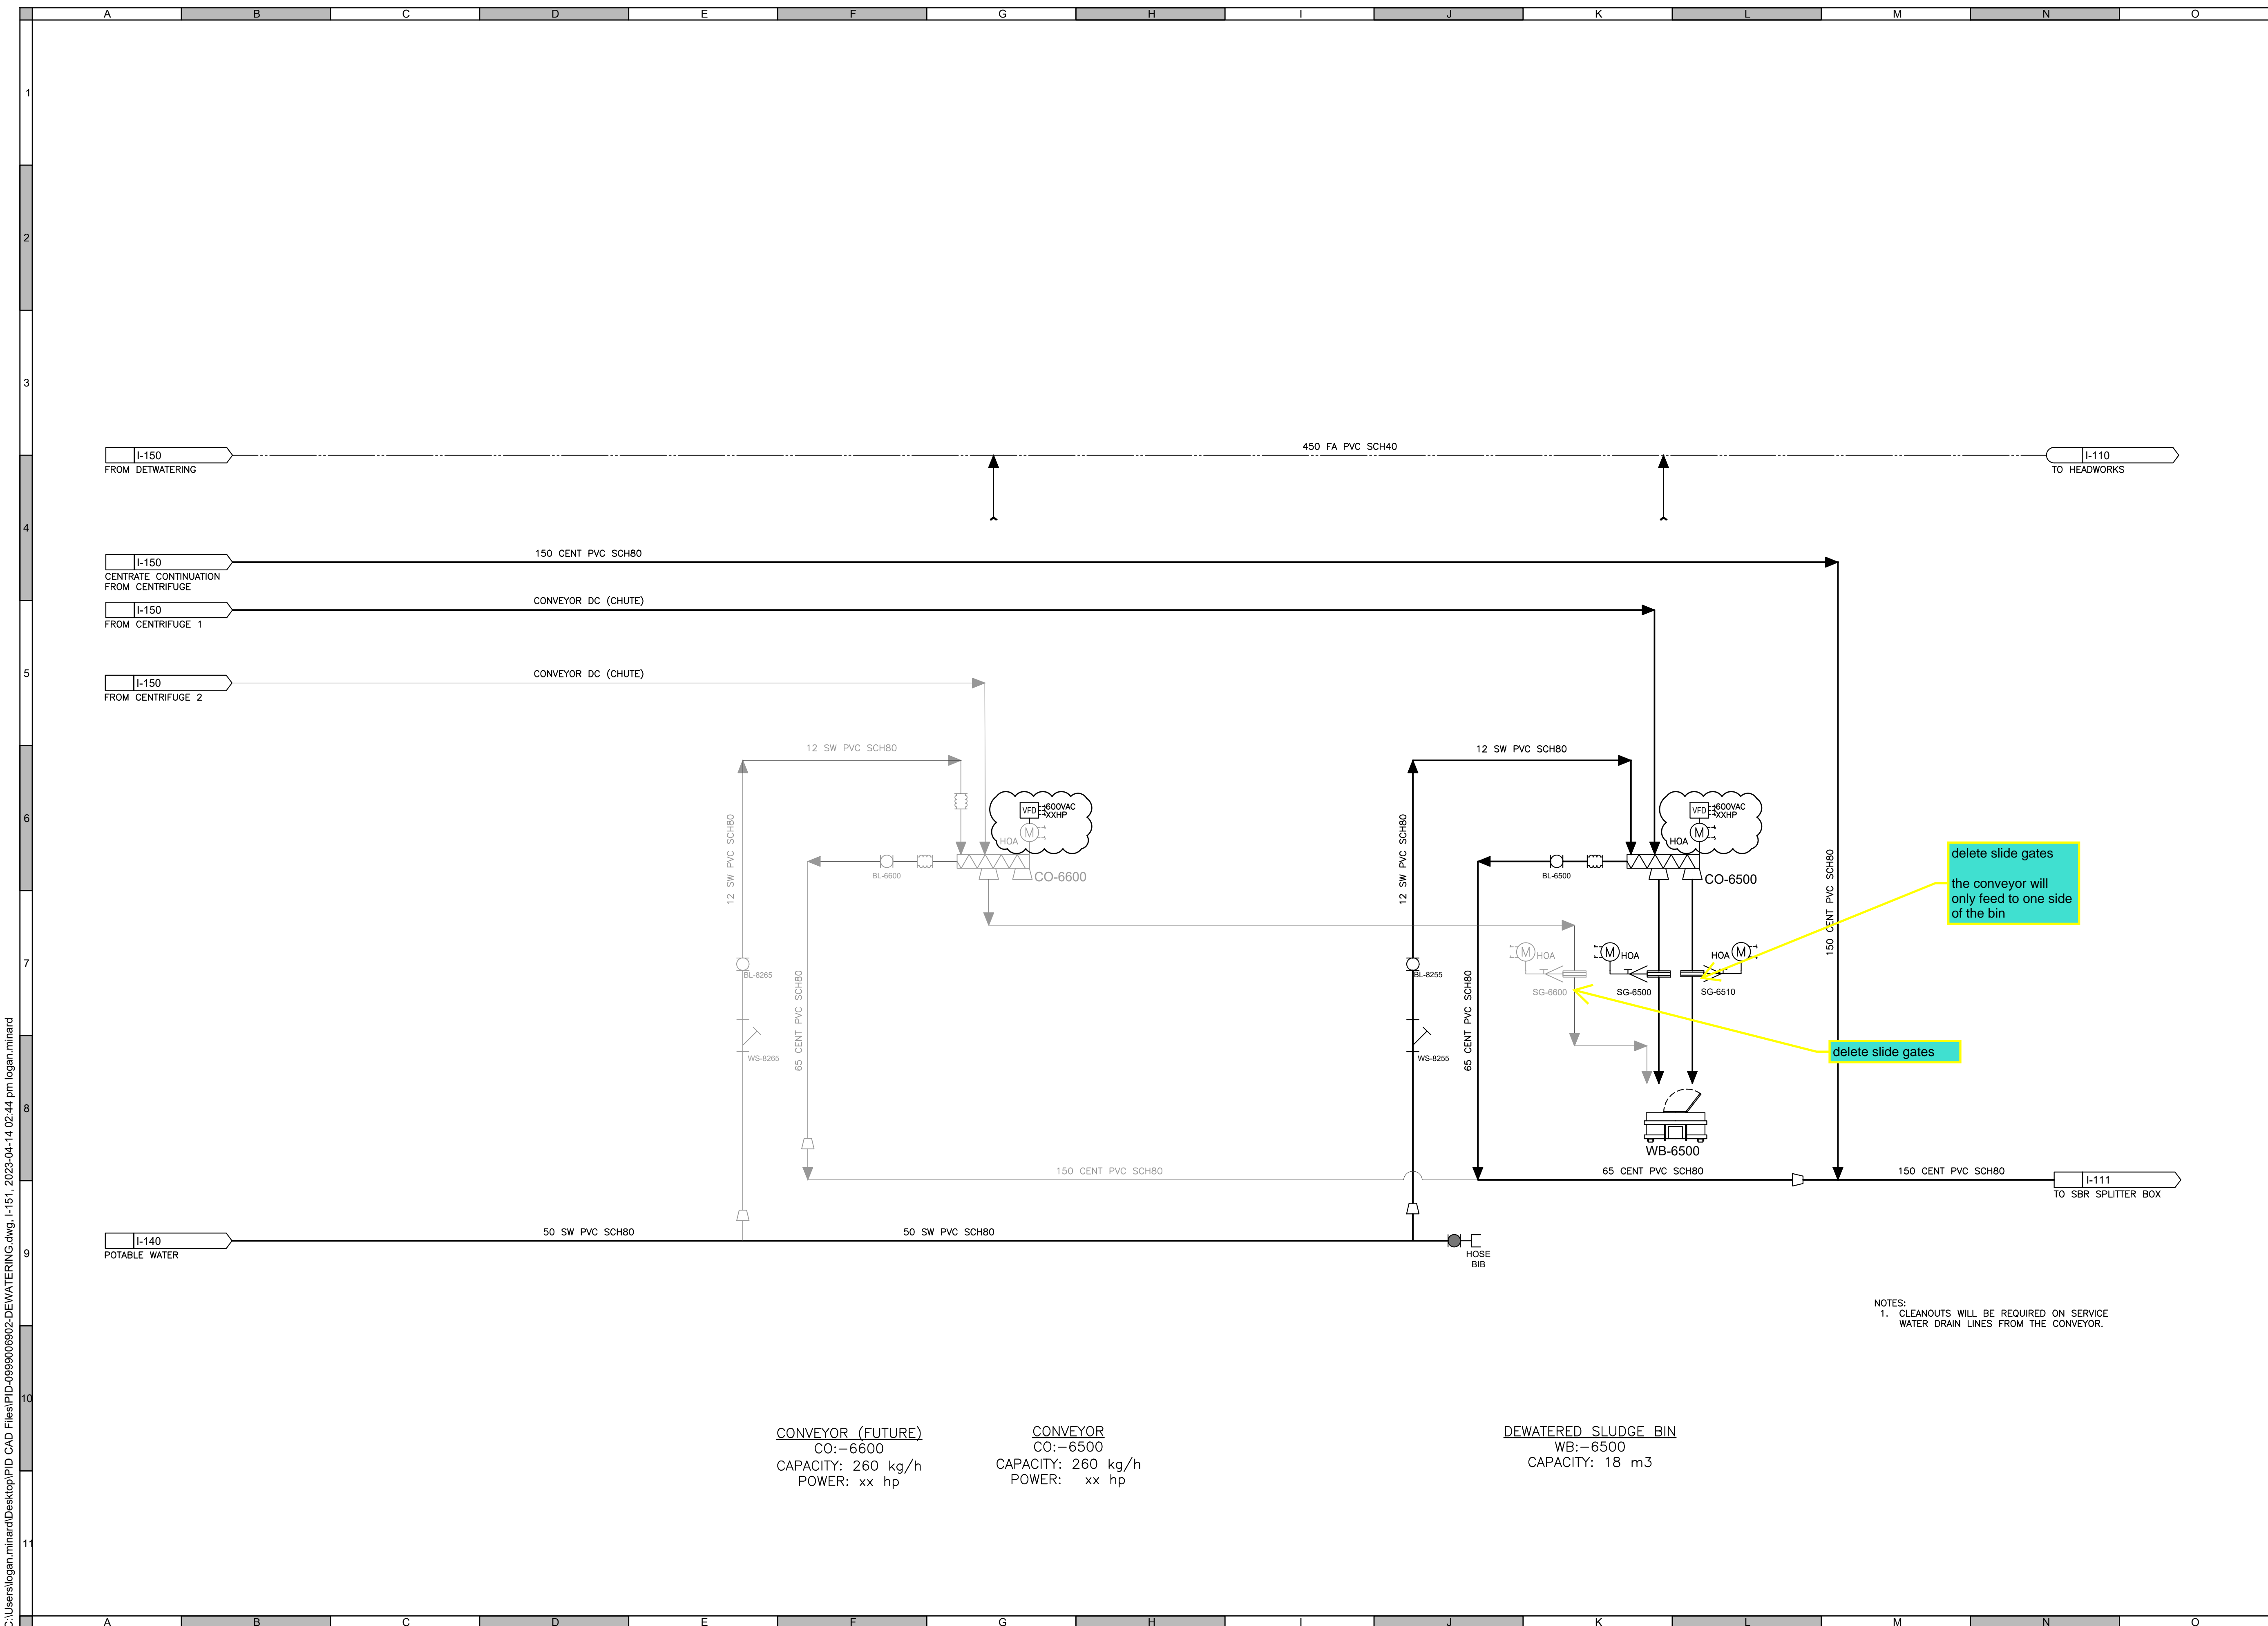 A B C D E F G H I J K L M N O
1
2
3
450 FA PVC SCH40
I-150
FROM DETWATERING
I-110
TO HEADWORKS
4
150 CENT PVC SCH80
I-150
CENTRATE CONTINUATION
FROM CENTRIFUGE
CONVEYOR DC (CHUTE)
I-150
FROM CENTRIFUGE 1
5
CONVEYOR DC (CHUTE)
I-150
FROM CENTRIFUGE 2
12 SW PVC SCH80
12 SW PVC SCH80
6
12 SW PVC SCH80
VFD
600VAC
XXHP
M
HOA
BL-6600
CO-6600
12 SW PVC SCH80
VFD
600VAC
XXHP
M
HOA
BL-6500
CO-6500
150 CENT PVC SCH80
delete slide gates
the conveyor will
only feed to one side
of the bin
7
BL-8265
65 CENT PVC SCH80
BL-8255
65 CENT PVC SCH80
M HOA
SG-6600
M HOA
SG-6500
HOA M
SG-6510
WS-8265
WS-8255
delete slide gates
8
WB-6500
150 CENT PVC SCH80
65 CENT PVC SCH80
150 CENT PVC SCH80
I-111
TO SBR SPLITTER BOX
9
50 SW PVC SCH80
50 SW PVC SCH80
I-140
POTABLE WATER
HOSE
BIB
NOTES:
1. CLEANOUTS WILL BE REQUIRED ON SERVICE
WATER DRAIN LINES FROM THE CONVEYOR.
10
CONVEYOR (FUTURE)
CO:-6600
CAPACITY: 260 kg/h
POWER: xx hp
CONVEYOR
CO:-6500
CAPACITY: 260 kg/h
POWER: xx hp
DEWATERED SLUDGE BIN
WB:-6500
CAPACITY: 18 m3
11
A B C D E F G H I J K L M N O
C:\Users\logan.minard\Desktop\PID CAD Files\PID-0999006902-DEWATERING.dwg, I-151, 2023-04-14 02:44 pm logan.minard